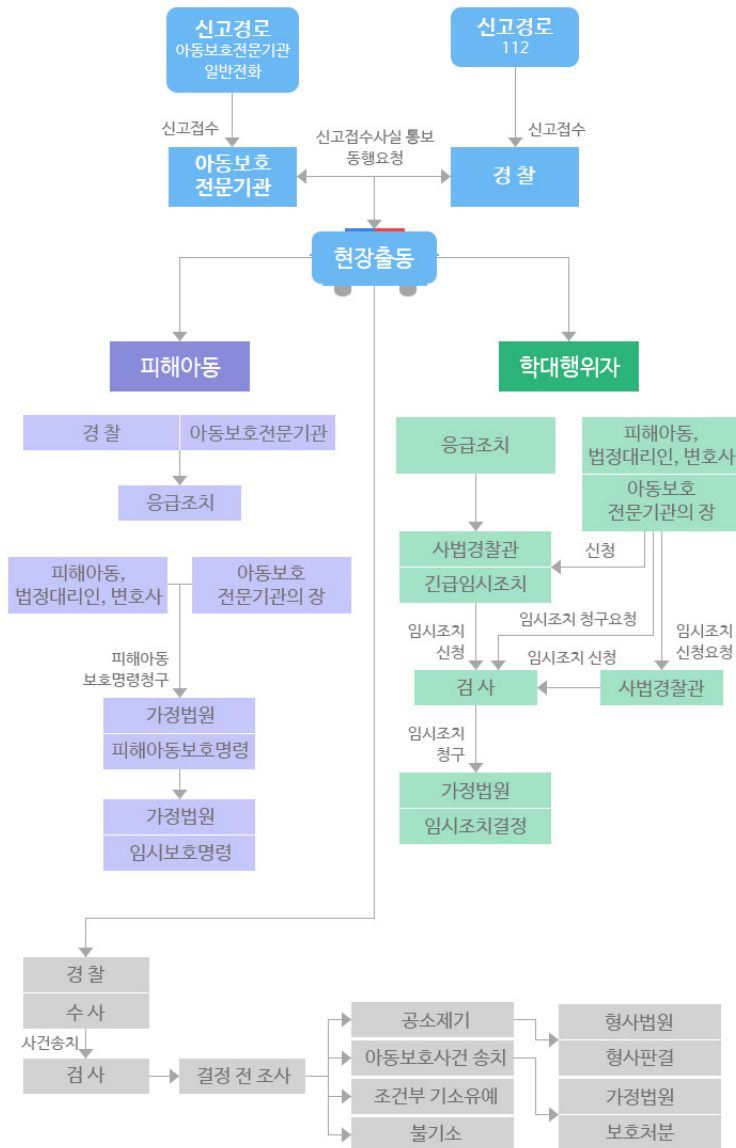 신고경로
아동보호전문기관
일반전화
신고경로
112
신고접수
신고접수사실 통보
동행요청
신고접수
아동보호
전문기관
경 찰
현장출동
피해아동
학대행위자
경 찰
아동보호전문기관
응급조치
피해아동,
법정대리인, 변호사
아동보호
전문기관의 장
피해아동
보호명령청구
가정법원
피해아동보호명령
가정법원
임시보호명령
응급조치
피해아동,
법정대리인, 변호사
아동보호
전문기관의 장
사법경찰관
긴급임시조치
신청
임시조치
신청
임시조치 청구요청
임시조치
신청요청
임시조치 신청
검 사
사법경찰관
임시조치
청구
가정법원
임시조치결정
경 찰
수 사
사건송치
검 사
결정 전 조사
공소제기
아동보호사건 송치
조건부 기소유예
불기소
형사법원
형사판결
가정법원
보호처분